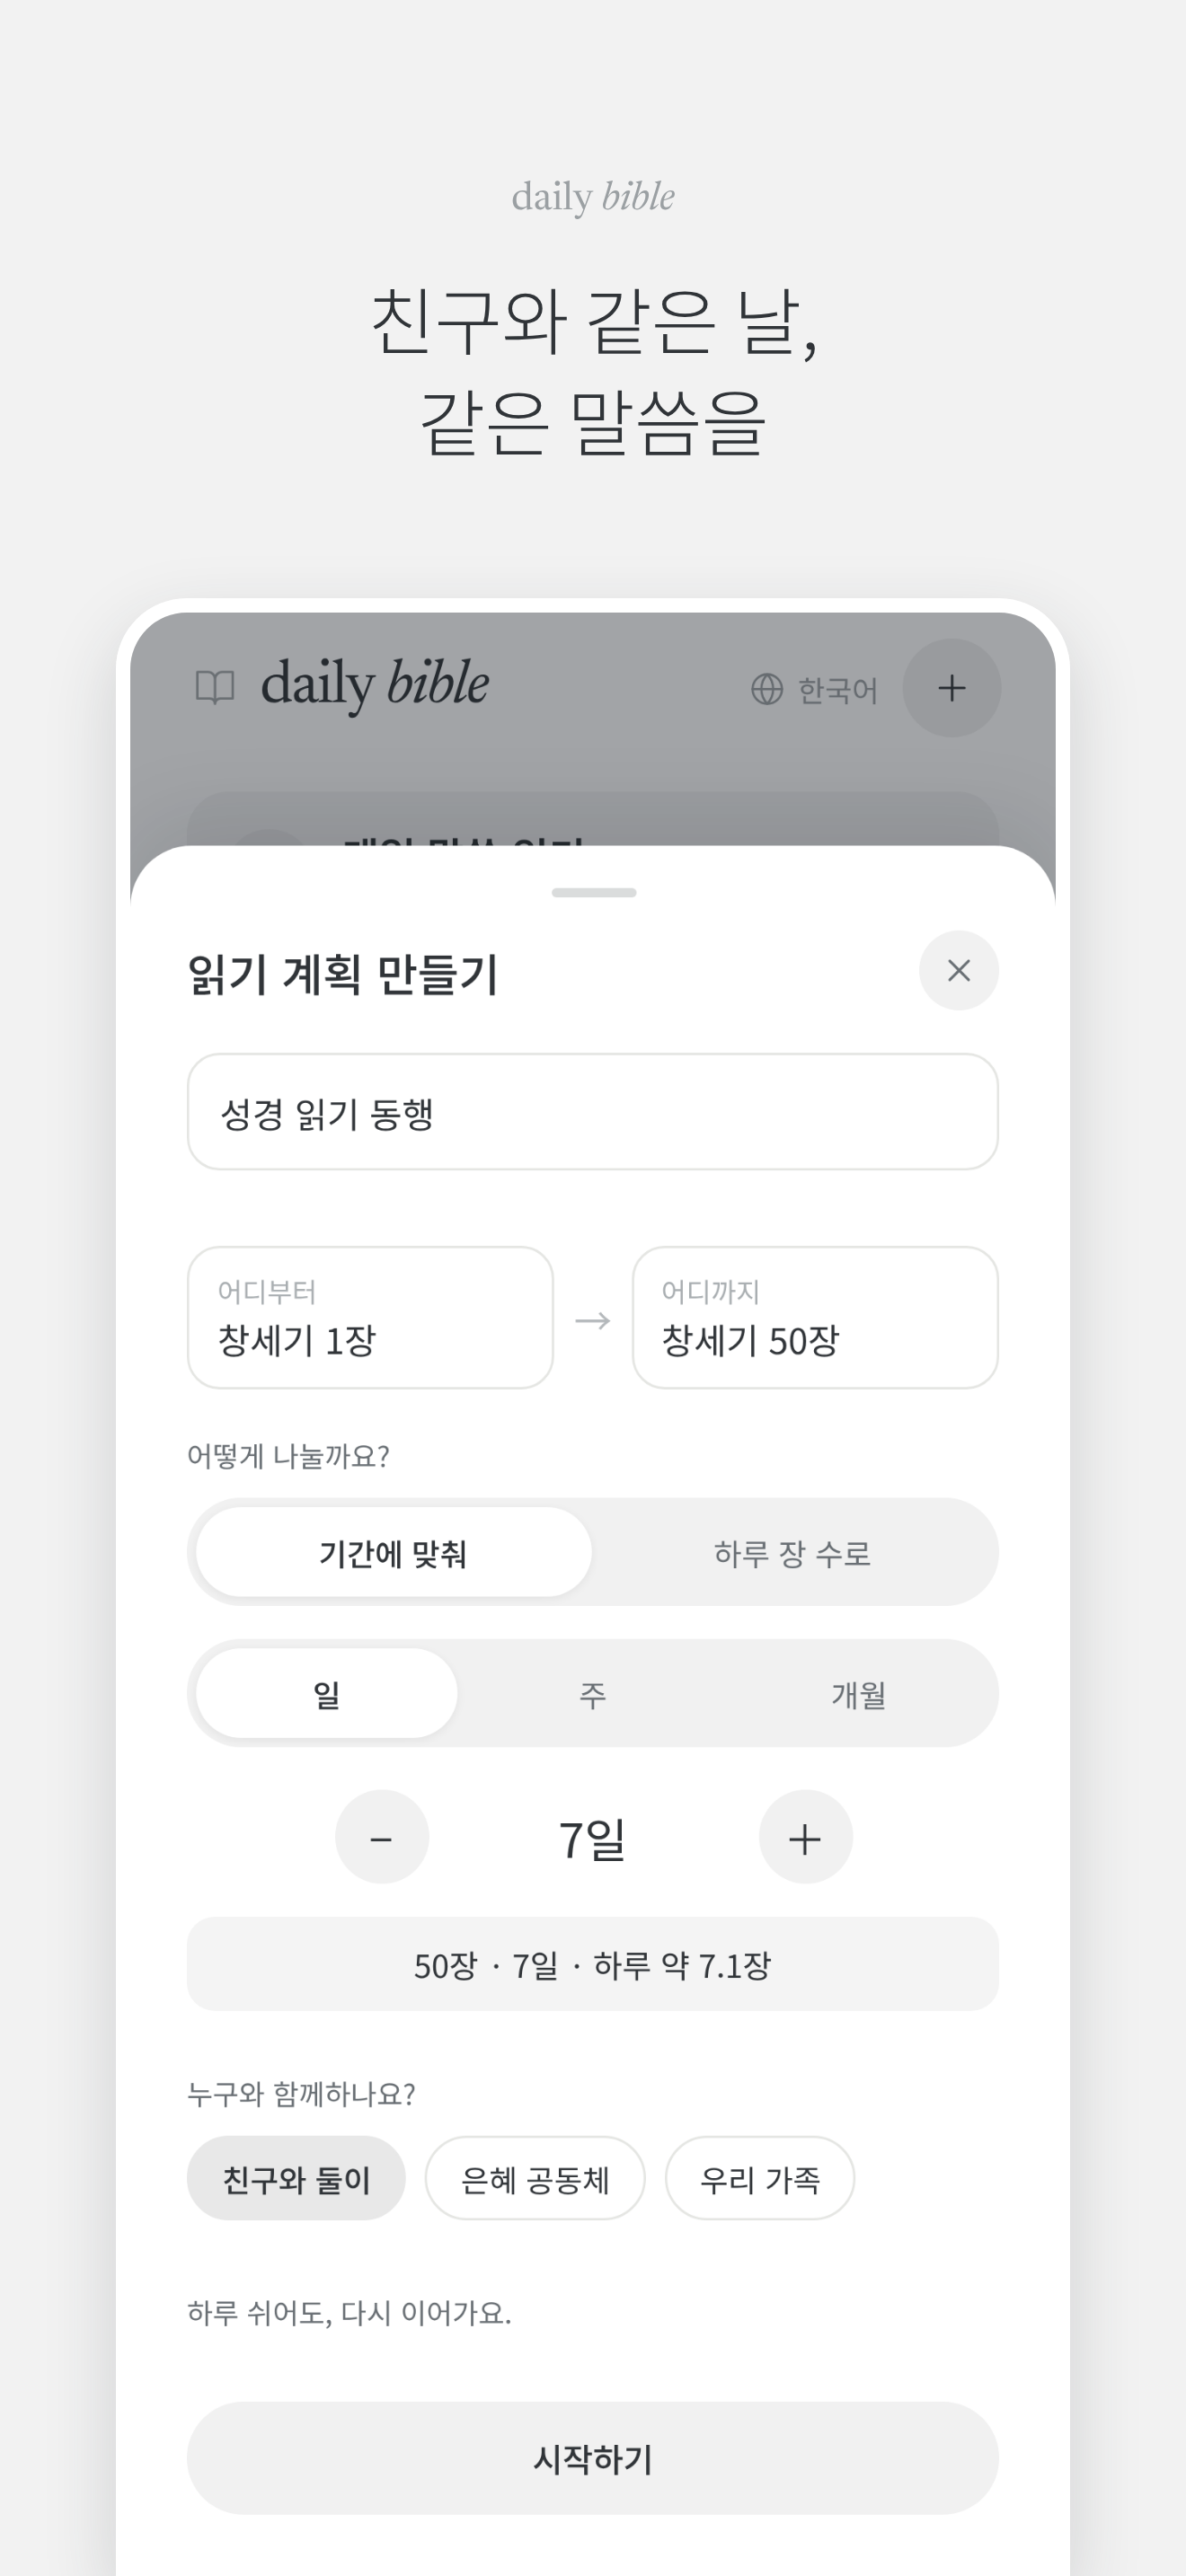 daily bible
친구와 같은 날,
같은 말씀을
daily bible
한국어
+
읽기 계획 만들기
성경 읽기 동행
어디부터
창세기 1장
→
어디까지
창세기 50장
어떻게 나눌까요?
기간에 맞춰
하루 장 수로
일
주
개월
−
7일
+
50장 · 7일 · 하루 약 7.1장
누구와 함께하나요?
친구와 둘이
은혜 공동체
우리 가족
하루 쉬어도, 다시 이어가요.
시작하기